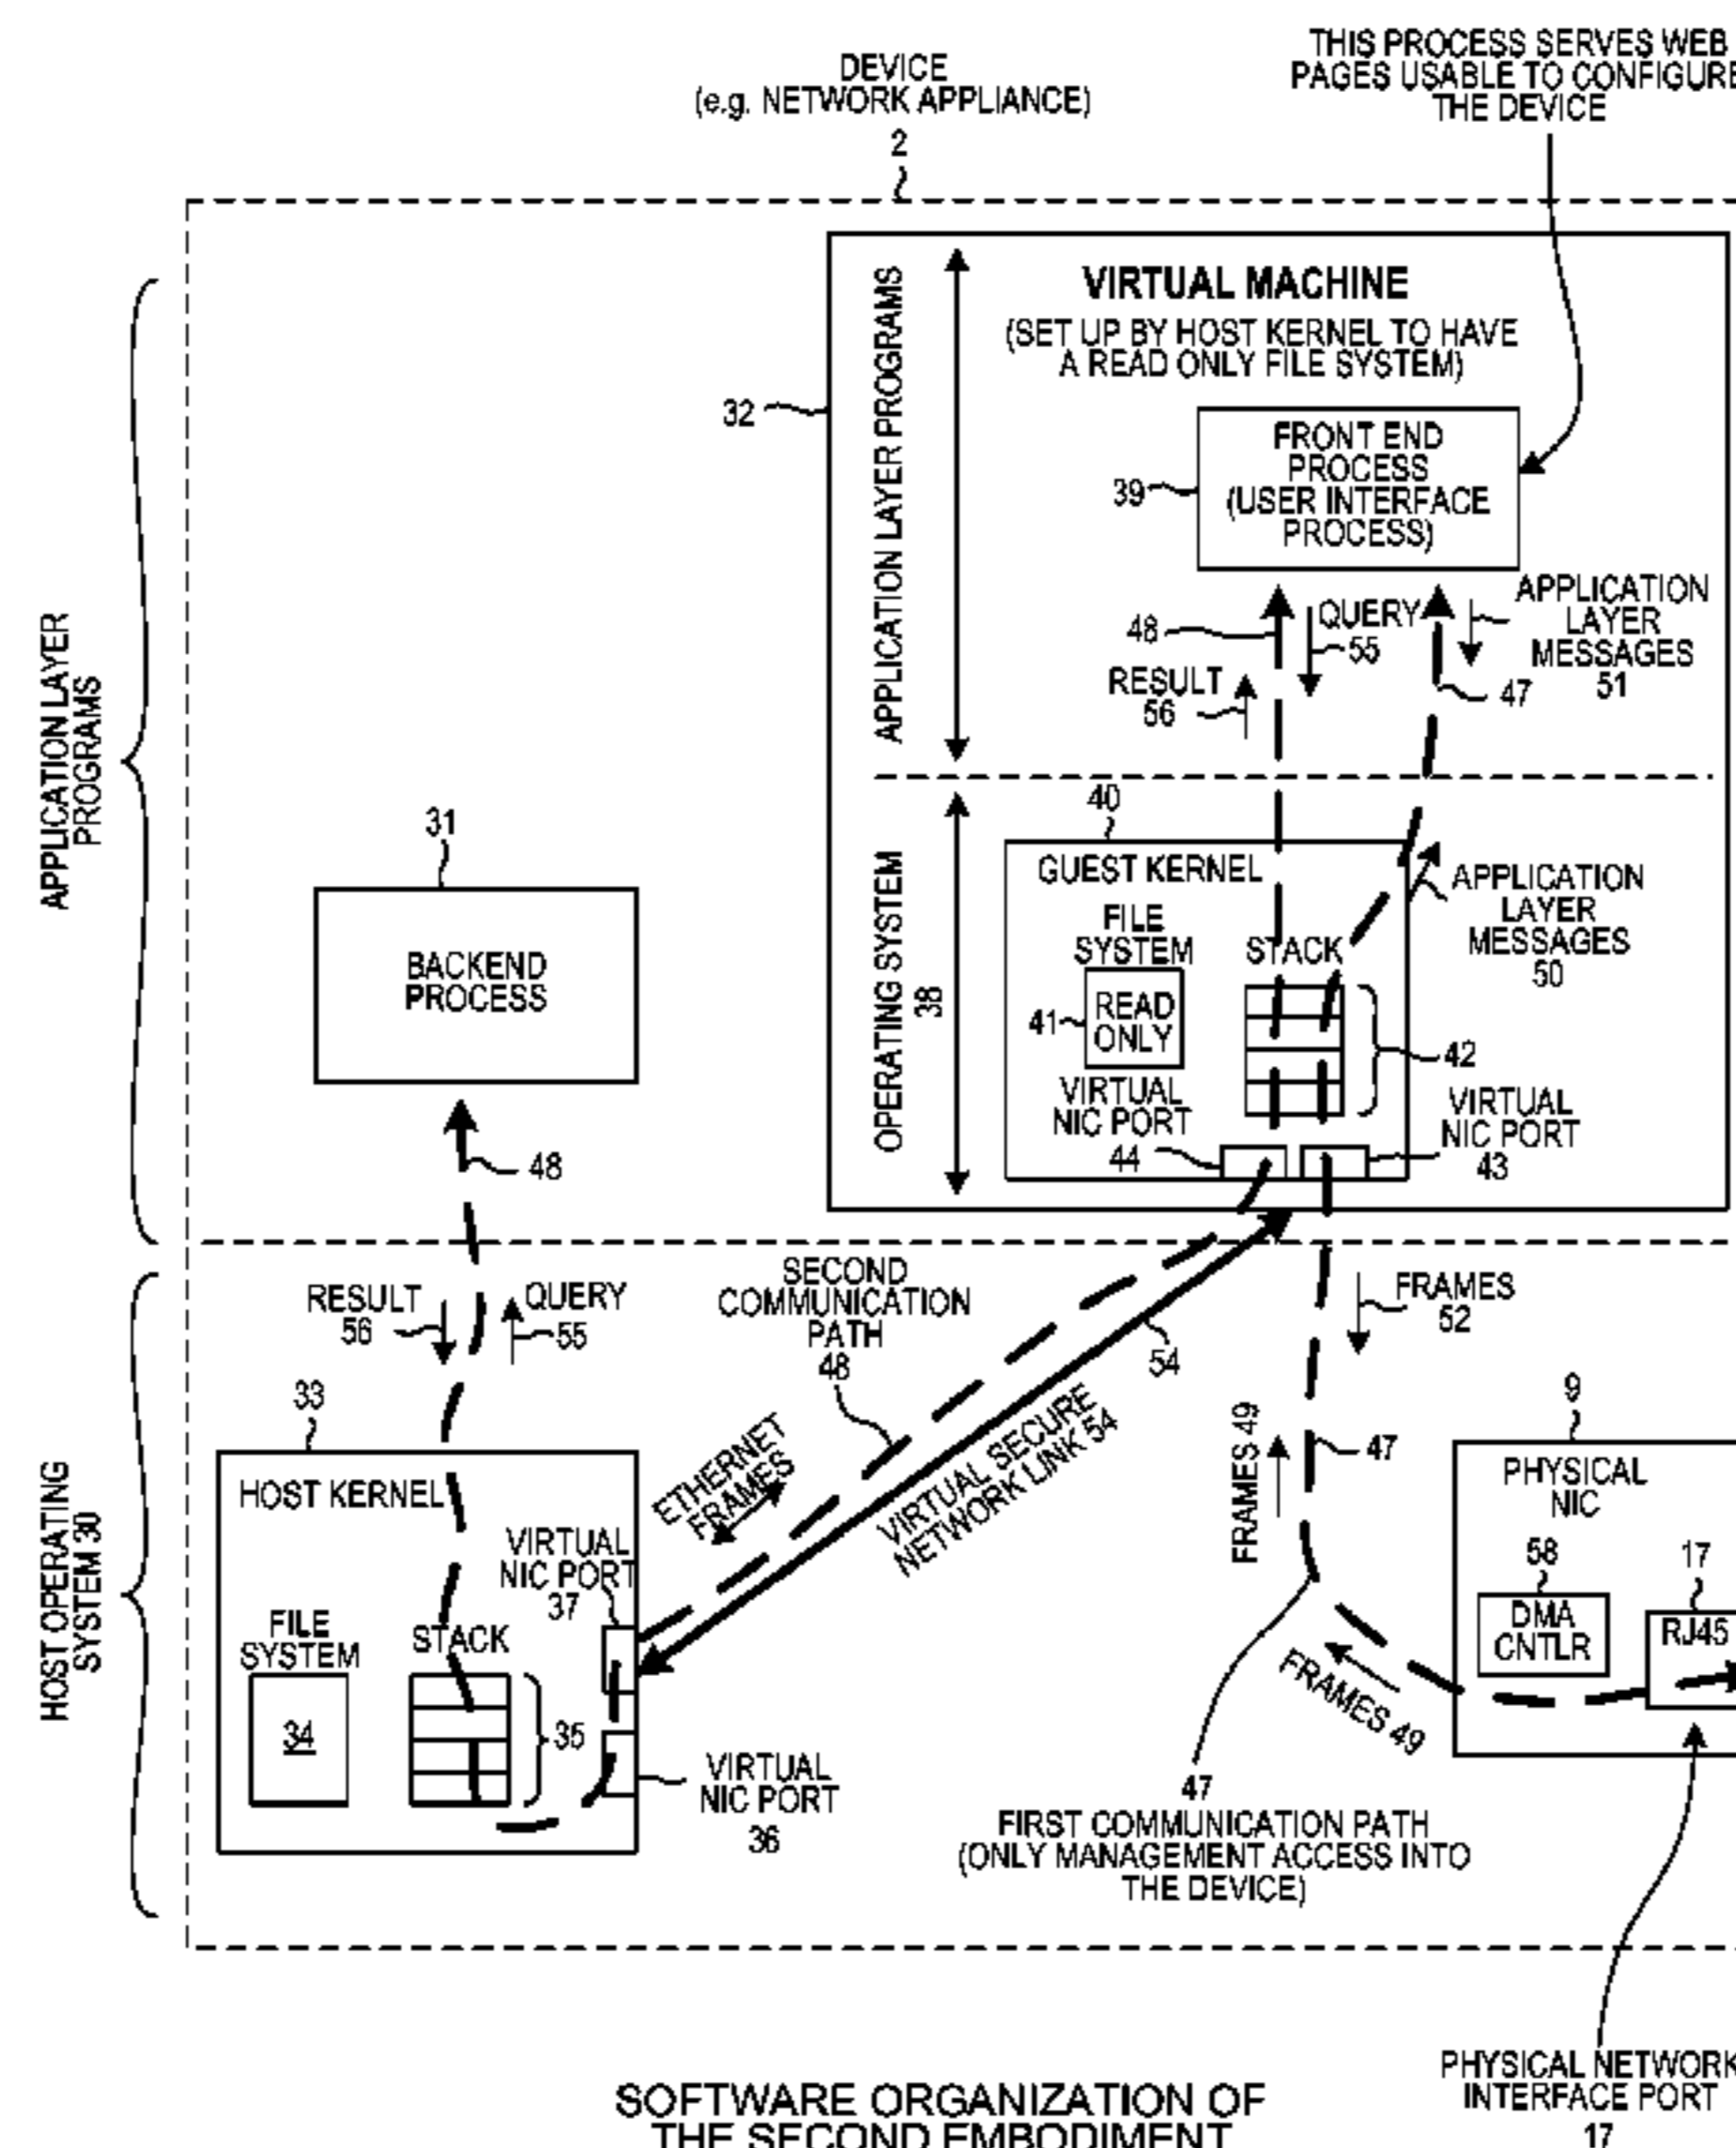 THIS PROCESS SERVES WEB
PAGES USABLE TO CONFIGURE
THE DEVICE
DEVICE
(e.g. NETWORK APPLIANCE)
2
VIRTUAL MACHINE
(SET UP BY HOST KERNEL TO HAVE
A READ ONLY FILE SYSTEM)
32
APPLICATION LAYER PROGRAMS
FRONT END
PROCESS
(USER INTERFACE
PROCESS)
39
48
QUERY
55
RESULT
56
APPLICATION
LAYER
MESSAGES
51
47
APPLICATION LAYER
PROGRAMS
31
BACKEND
PROCESS
48
OPERATING SYSTEM
38
40
GUEST KERNEL
FILE
SYSTEM
41
READ
ONLY
STACK
42
APPLICATION
LAYER
MESSAGES
50
VIRTUAL
NIC PORT
44
VIRTUAL
NIC PORT
43
RESULT
56
QUERY
55
SECOND
COMMUNICATION
PATH
48
54
FRAMES
52
HOST OPERATING
SYSTEM 30
33
HOST KERNEL
VIRTUAL
NIC PORT
37
FILE
SYSTEM
34
STACK
35
VIRTUAL
NIC PORT
36
ETHERNET
FRAMES
VIRTUAL SECURE
NETWORK LINK 54
FRAMES 49
47
FRAMES 49
9
PHYSICAL
NIC
58
DMA
CNTLR
17
RJ45
47
FIRST COMMUNICATION PATH
(ONLY MANAGEMENT ACCESS INTO
THE DEVICE)
PHYSICAL NETWORK
INTERFACE PORT
17
SOFTWARE ORGANIZATION OF
THE SECOND EMBODIMENT